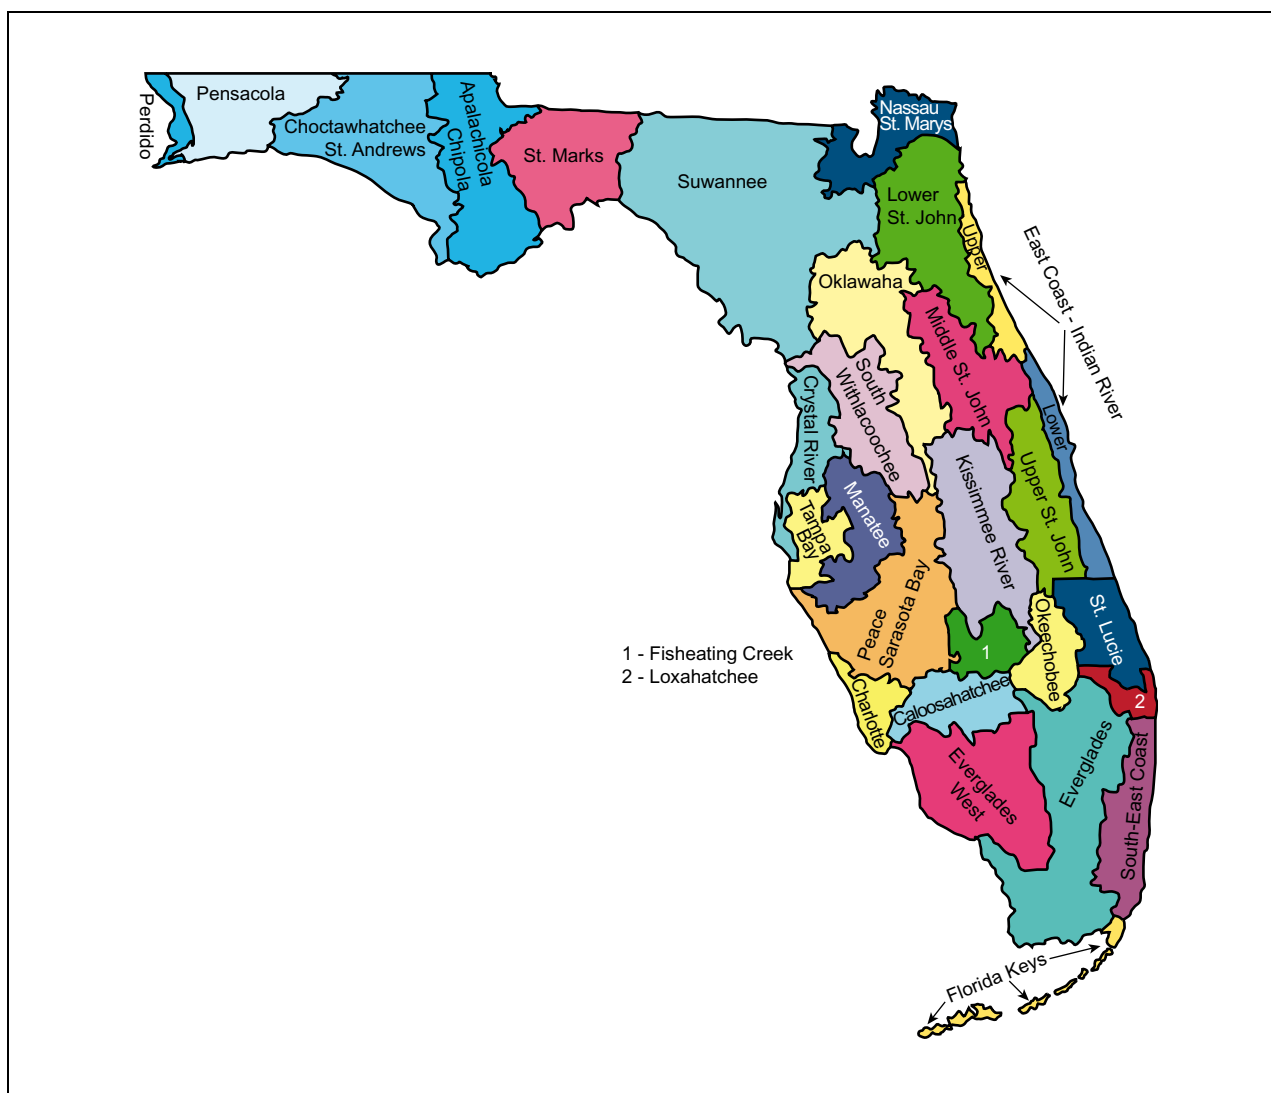 Perdido
Pensacola
Choctawhatchee
St. Andrews
Apalachicola
Chipola
St. Marks
Suwannee
Nassau
St. Marys
Lower
St. John
Upper
East Coast - Indian River
Oklawaha
Middle St. John
South
Withlacoochee
Crystal River
Lower
Kissimmee River
Upper St. John
Manatee
Tampa
Bay
Peace
Sarasota Bay
1
Okeechobee
St. Lucie
1 - Fisheating Creek
2 - Loxahatchee
Charlotte
Caloosahatchee
2
Everglades
West
Everglades
South-East Coast
Florida Keys